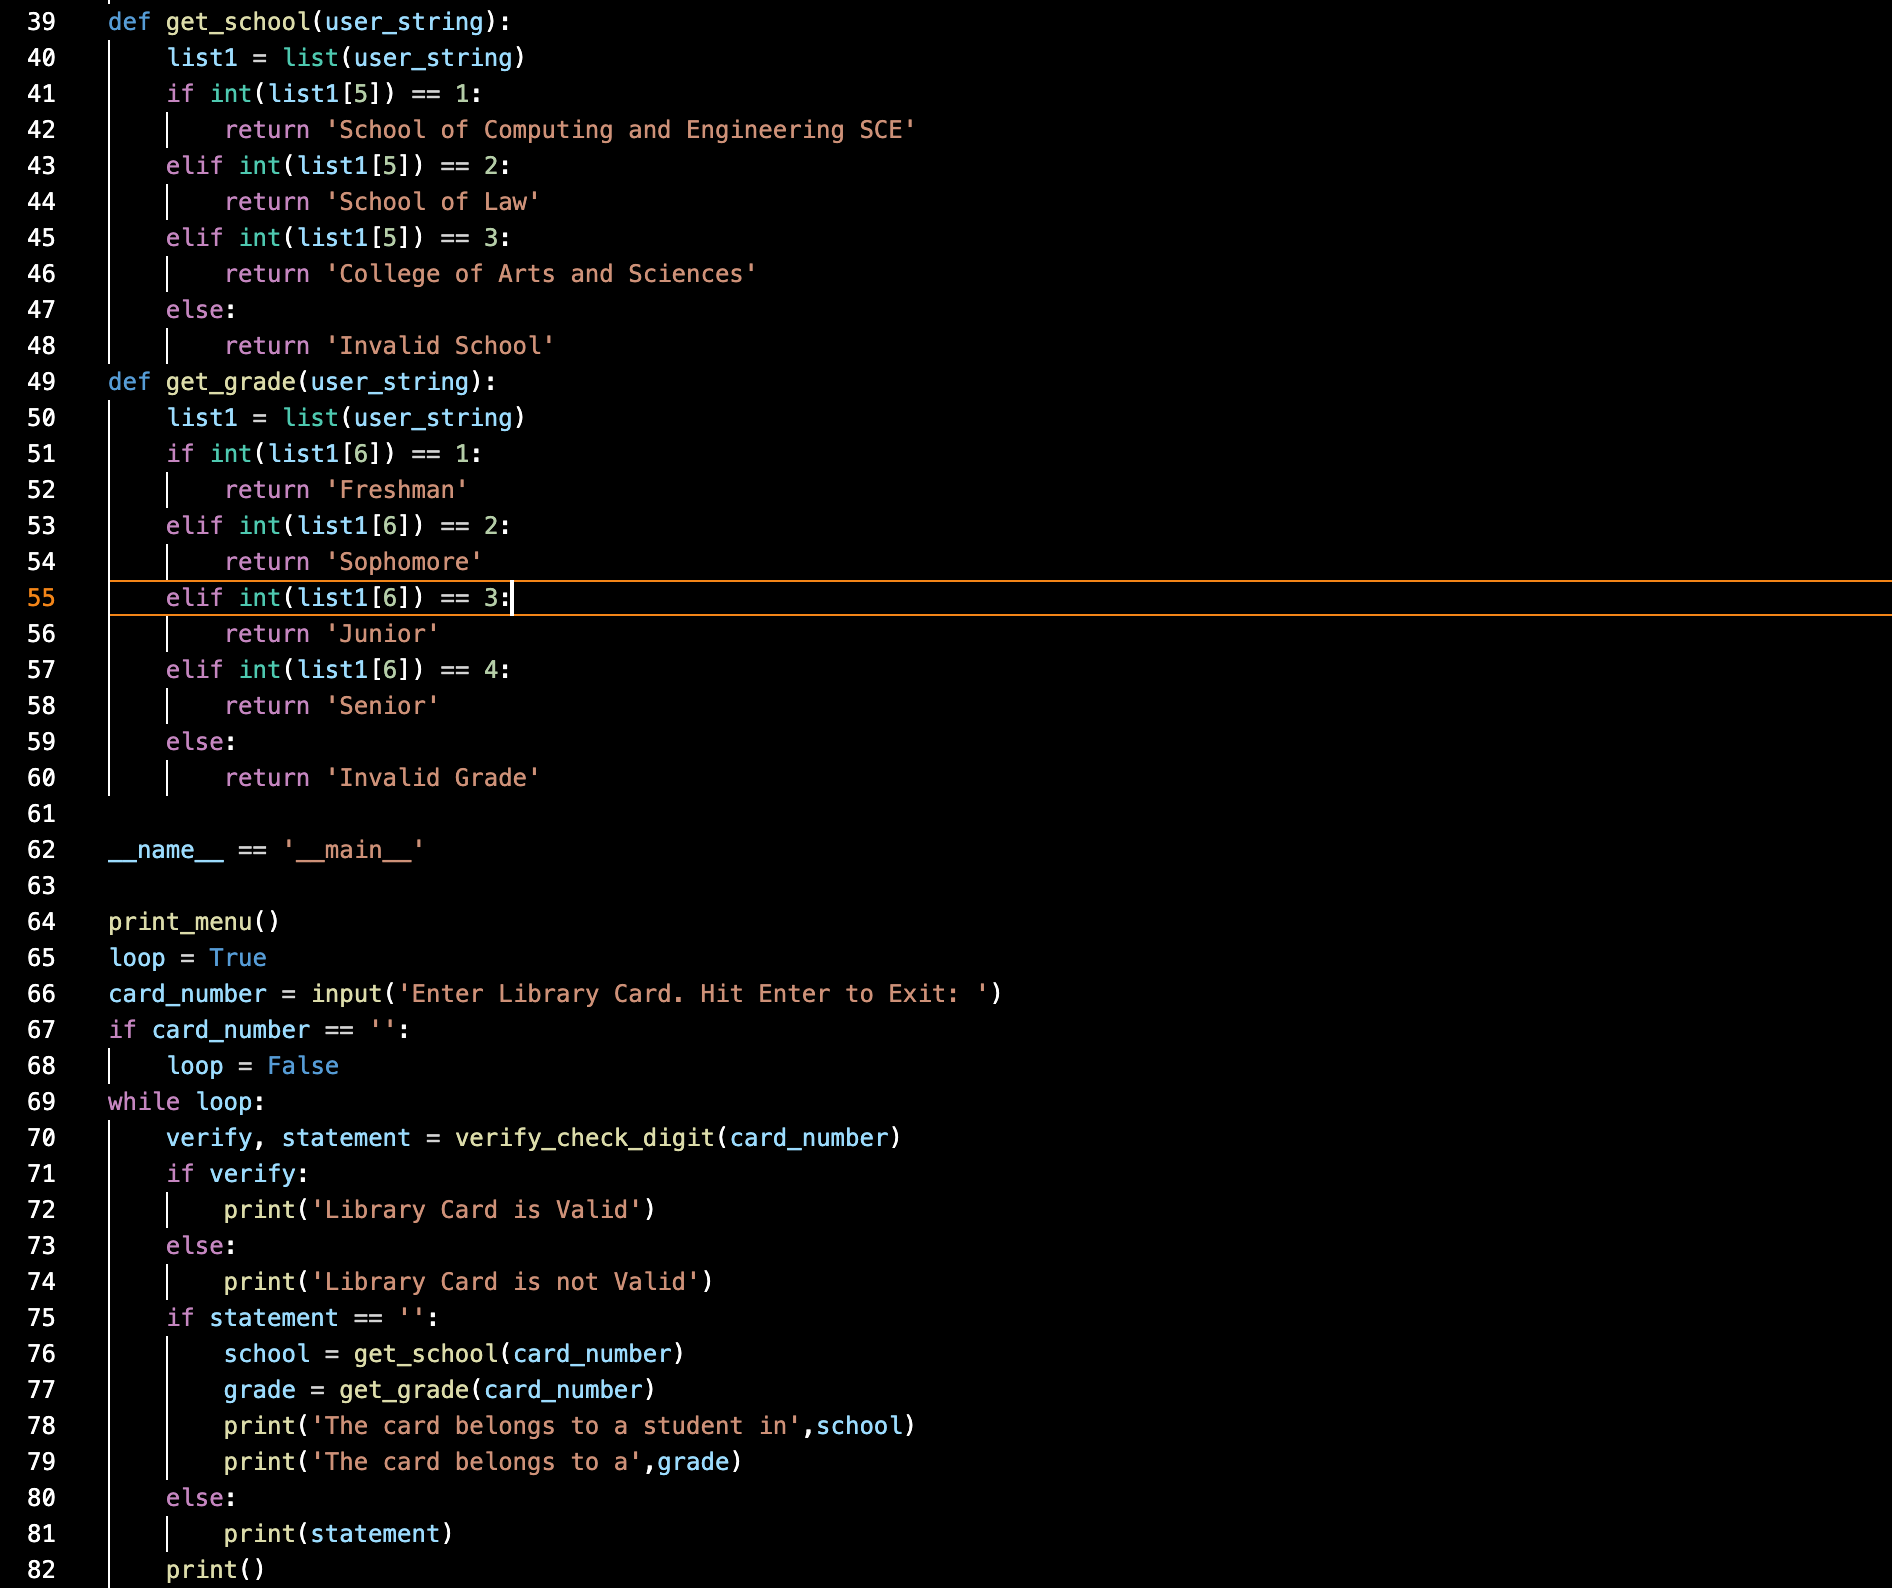 39 def get_school(user_string):
40     list1 = list(user_string)
41     if int(list1[5]) == 1:
42         return 'School of Computing and Engineering SCE'
43     elif int(list1[5]) == 2:
44         return 'School of Law'
45     elif int(list1[5]) == 3:
46         return 'College of Arts and Sciences'
47     else:
48         return 'Invalid School'
49 def get_grade(user_string):
50     list1 = list(user_string)
51     if int(list1[6]) == 1:
52         return 'Freshman'
53     elif int(list1[6]) == 2:
54         return 'Sophomore'
55     elif int(list1[6]) == 3:
56         return 'Junior'
57     elif int(list1[6]) == 4:
58         return 'Senior'
59     else:
60         return 'Invalid Grade'
61
62 __name__ == '__main__'
63
64 print_menu()
65 loop = True
66 card_number = input('Enter Library Card. Hit Enter to Exit: ')
67 if card_number == '':
68     loop = False
69 while loop:
70     verify, statement = verify_check_digit(card_number)
71     if verify:
72         print('Library Card is Valid')
73     else:
74         print('Library Card is not Valid')
75     if statement == '':
76         school = get_school(card_number)
77         grade = get_grade(card_number)
78         print('The card belongs to a student in',school)
79         print('The card belongs to a',grade)
80     else:
81         print(statement)
82     print()